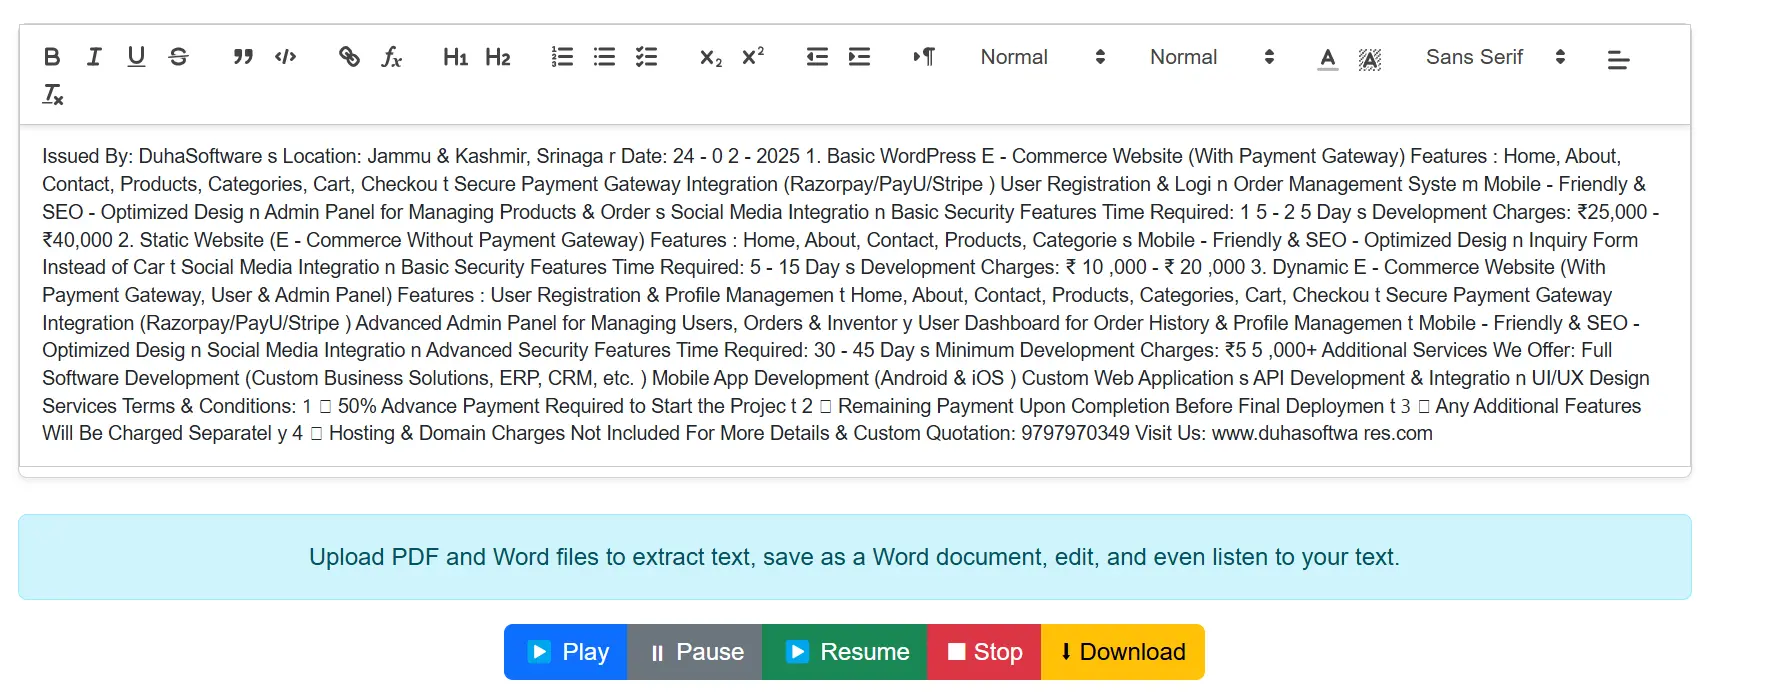 Normal Normal Sans Serif
Issued By: DuhaSoftware s Location: Jammu & Kashmir, Srinaga r Date: 24 - 0 2 - 2025 1. Basic WordPress E - Commerce Website (With Payment Gateway) Features : Home, About,
Contact, Products, Categories, Cart, Checkou t Secure Payment Gateway Integration (Razorpay/PayU/Stripe ) User Registration & Logi n Order Management Syste m Mobile - Friendly &
SEO - Optimized Desig n Admin Panel for Managing Products & Order s Social Media Integratio n Basic Security Features Time Required: 1 5 - 2 5 Day s Development Charges: ₹25,000 -
₹40,000 2. Static Website (E - Commerce Without Payment Gateway) Features : Home, About, Contact, Products, Categorie s Mobile - Friendly & SEO - Optimized Desig n Inquiry Form
Instead of Car t Social Media Integratio n Basic Security Features Time Required: 5 - 15 Day s Development Charges: ₹ 10 ,000 - ₹ 20 ,000 3. Dynamic E - Commerce Website (With
Payment Gateway, User & Admin Panel) Features : User Registration & Profile Managemen t Home, About, Contact, Products, Categories, Cart, Checkou t Secure Payment Gateway
Integration (Razorpay/PayU/Stripe ) Advanced Admin Panel for Managing Users, Orders & Inventor y User Dashboard for Order History & Profile Managemen t Mobile - Friendly & SEO -
Optimized Desig n Social Media Integratio n Advanced Security Features Time Required: 30 - 45 Day s Minimum Development Charges: ₹5 5 ,000+ Additional Services We Offer: Full
Software Development (Custom Business Solutions, ERP, CRM, etc. ) Mobile App Development (Android & iOS ) Custom Web Application s API Development & Integratio n UI/UX Design
Services Terms & Conditions: 1 □ 50% Advance Payment Required to Start the Projec t 2 □ Remaining Payment Upon Completion Before Final Deploymen t 3 □ Any Additional Features
Will Be Charged Separatel y 4 □ Hosting & Domain Charges Not Included For More Details & Custom Quotation: 9797970349 Visit Us: www.duhasoftwa res.com
Upload PDF and Word files to extract text, save as a Word document, edit, and even listen to your text.
Play Pause Resume Stop Download